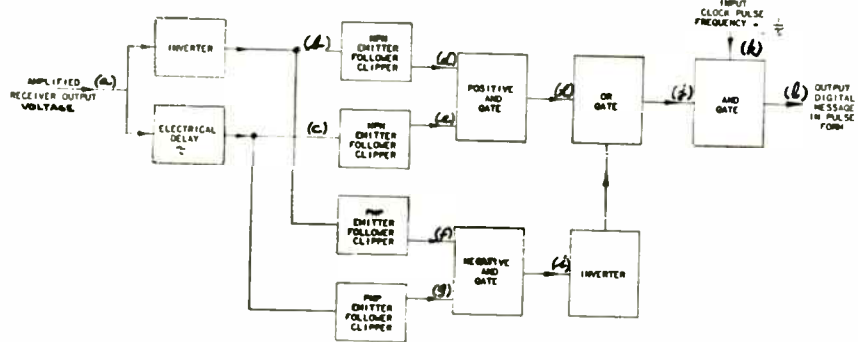 INPUT
CLOCK PULSE
FREQUENCY =
(k)
(a)
AMPLIFIED
RECEIVER OUTPUT
VOLTAGE
INVERTER
(b)
NPN
EMITTER
FOLLOWER
CLIPPER
(d)
POSITIVE
AND
GATE
OR
GATE
(j)
AND
GATE
(l)
OUTPUT
DIGITAL
MESSAGE
IN PULSE
FORM
ELECTRICAL
DELAY
τ
(c)
NPN
EMITTER
FOLLOWER
CLIPPER
(e)
PNP
EMITTER
FOLLOWER
CLIPPER
(f)
NEGATIVE
AND
GATE
(i)
INVERTER
PNP
EMITTER
FOLLOWER
CLIPPER
(g)